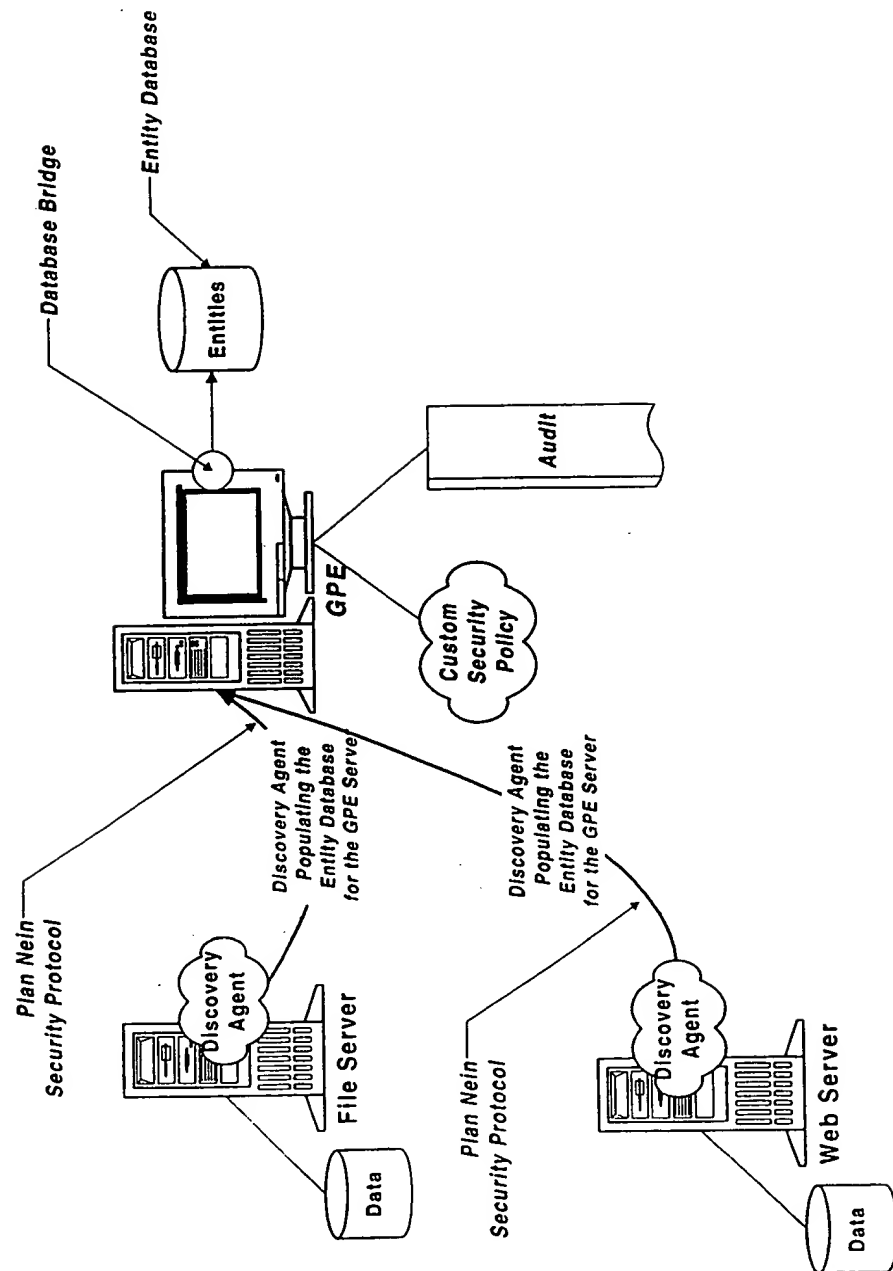 Plan Nein
Security Protocol
Discovery
Agent
File Server
Data
Discovery Agent
Populating the
Entity Database
for the GPE Server
GPE
Database Bridge
Entities
Entity Database
Custom
Security
Policy
Audit
Plan Nein
Security Protocol
Discovery
Agent
Web Server
Data
Discovery Agent
Populating the
Entity Database
for the GPE Server